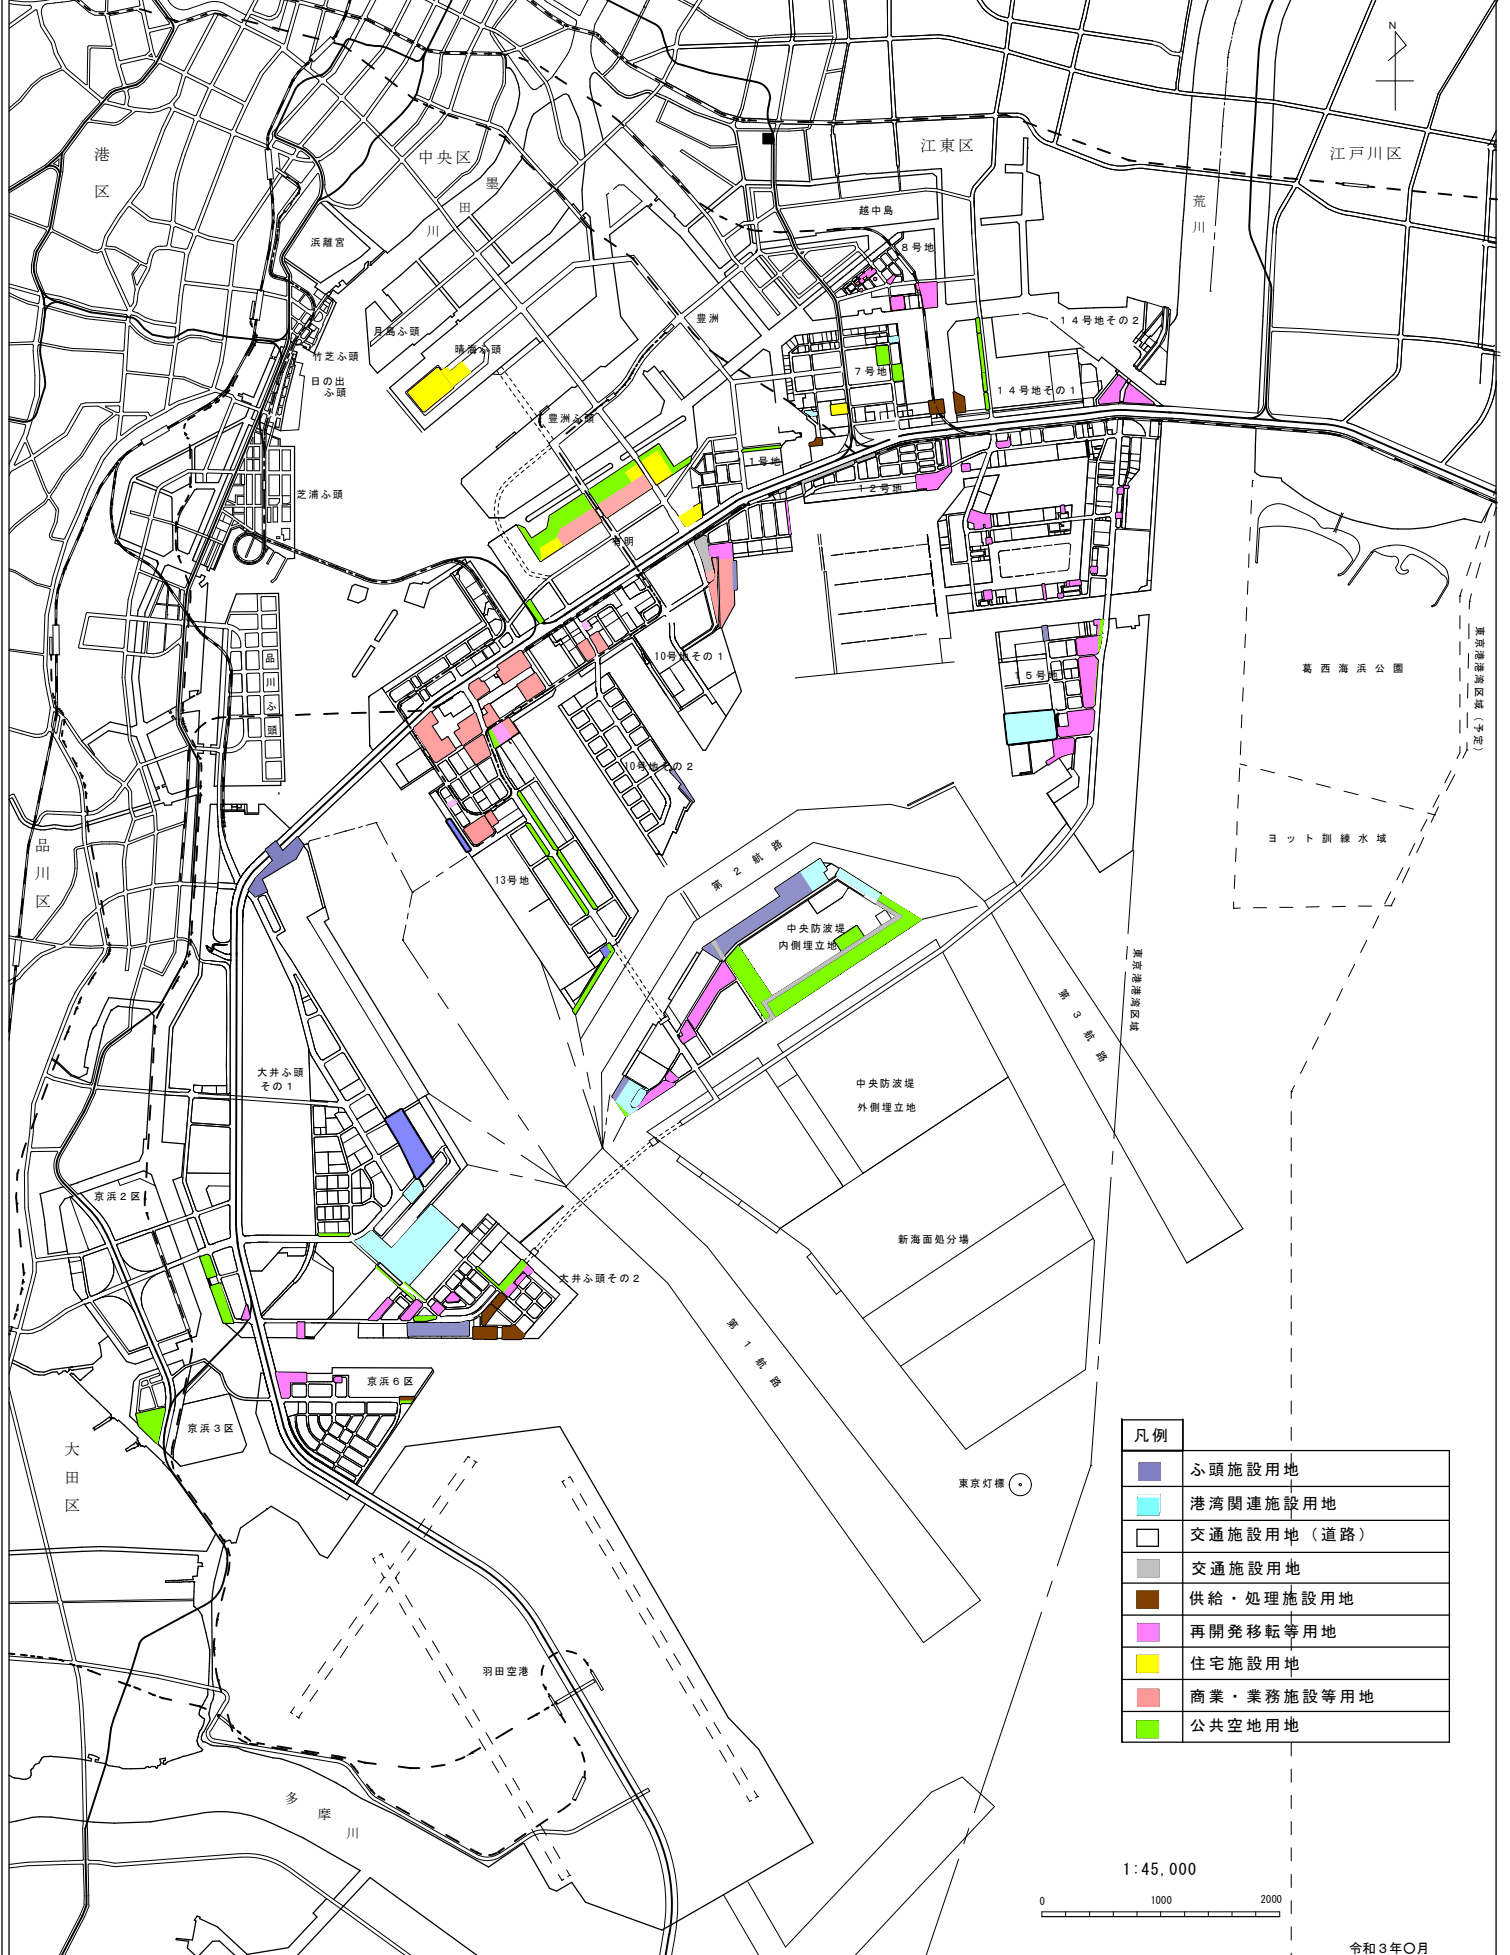 N
港区
中央区
墨田川
江東区
江戸川区
荒川
浜離宮
越中島
8号地
月島ふ頭
晴海ふ頭
豊洲
竹芝ふ頭
日の出
ふ頭
7号地
14号地その2
14号地その1
豊洲ふ頭
1号地
12号地
芝浦ふ頭
有明
品川ふ頭
10号地その1
15号地
葛西海浜公園
東京港港湾区域(予定)
10号地その2
ヨット訓練水域
品川区
13号地
第2航路
中央防波堤
内側埋立地
東京港港湾区域
第3航路
大井ふ頭
その1
中央防波堤
外側埋立地
京浜2区
新海面処分場
大井ふ頭その2
第1航路
京浜6区
京浜3区
大田区
東京灯標
羽田空港
多摩川
凡例
ふ頭施設用地
港湾関連施設用地
交通施設用地(道路)
交通施設用地
供給・処理施設用地
再開発移転等用地
住宅施設用地
商業・業務施設等用地
公共空地用地
1:45,000
0 1000 2000
令和3年〇月